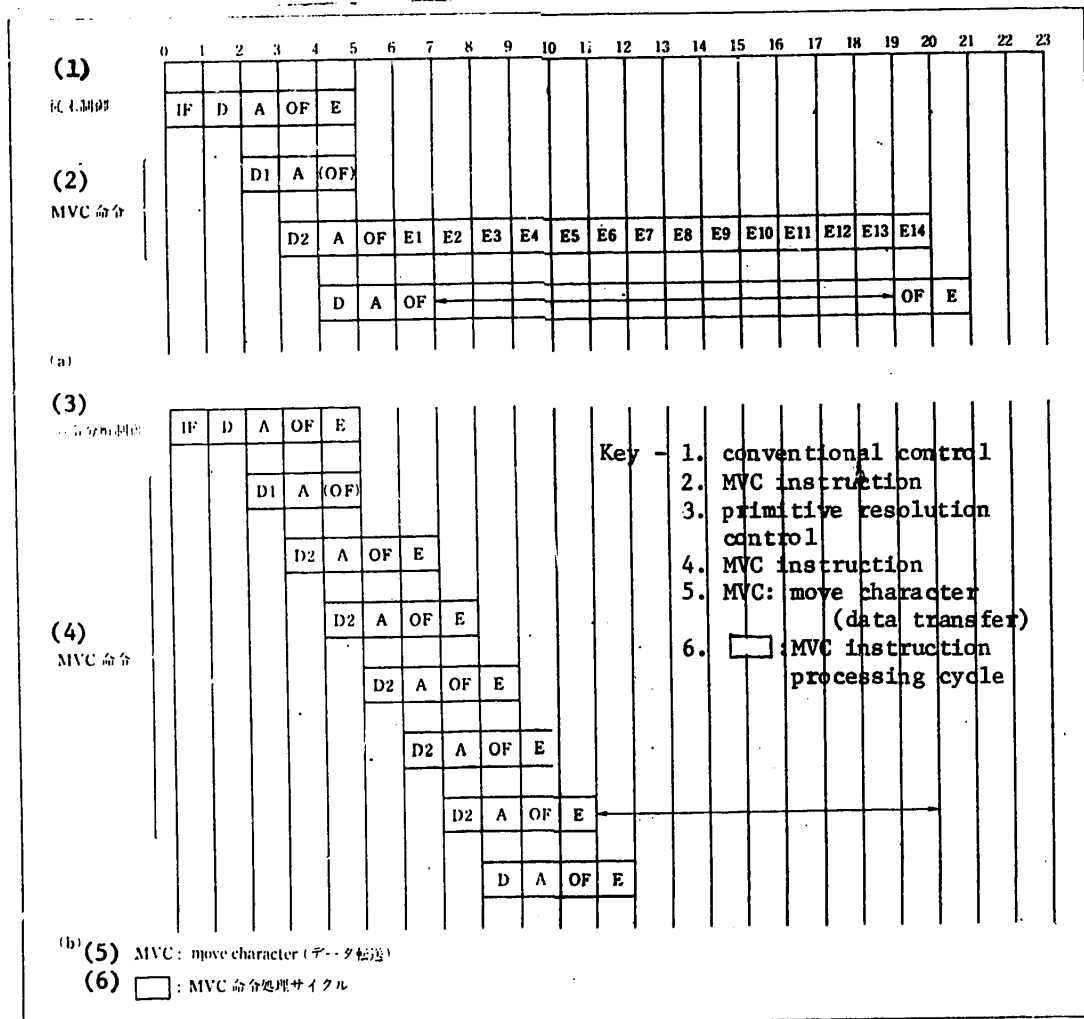 0 1 2 3 4 5 6 7 8 9 10 11 12 13 14 15 16 17 18 19 20 21 22 23
(1)
IF D A OF E
(2)
D1 A (OF)
MVC 命令
D2 A OF E1 E2 E3 E4 E5 E6 E7 E8 E9 E10 E11 E12 E13 E14
D A OF OF E
(a)
(3)
IF D A OF E
Key - 1. conventional control
2. MVC instruction
3. primitive resolution
control
4. MVC instruction
5. MVC: move character
(data transfer)
6. :MVC instruction
processing cycle
D1 A (OF)
D2 A OF E
D2 A OF E
(4)
MVC 命令
D2 A OF E
D2 A OF E
D2 A OF E
D A OF E
(b)
(5) MVC: move character (データ転送)
(6) : MVC 命令処理サイクル